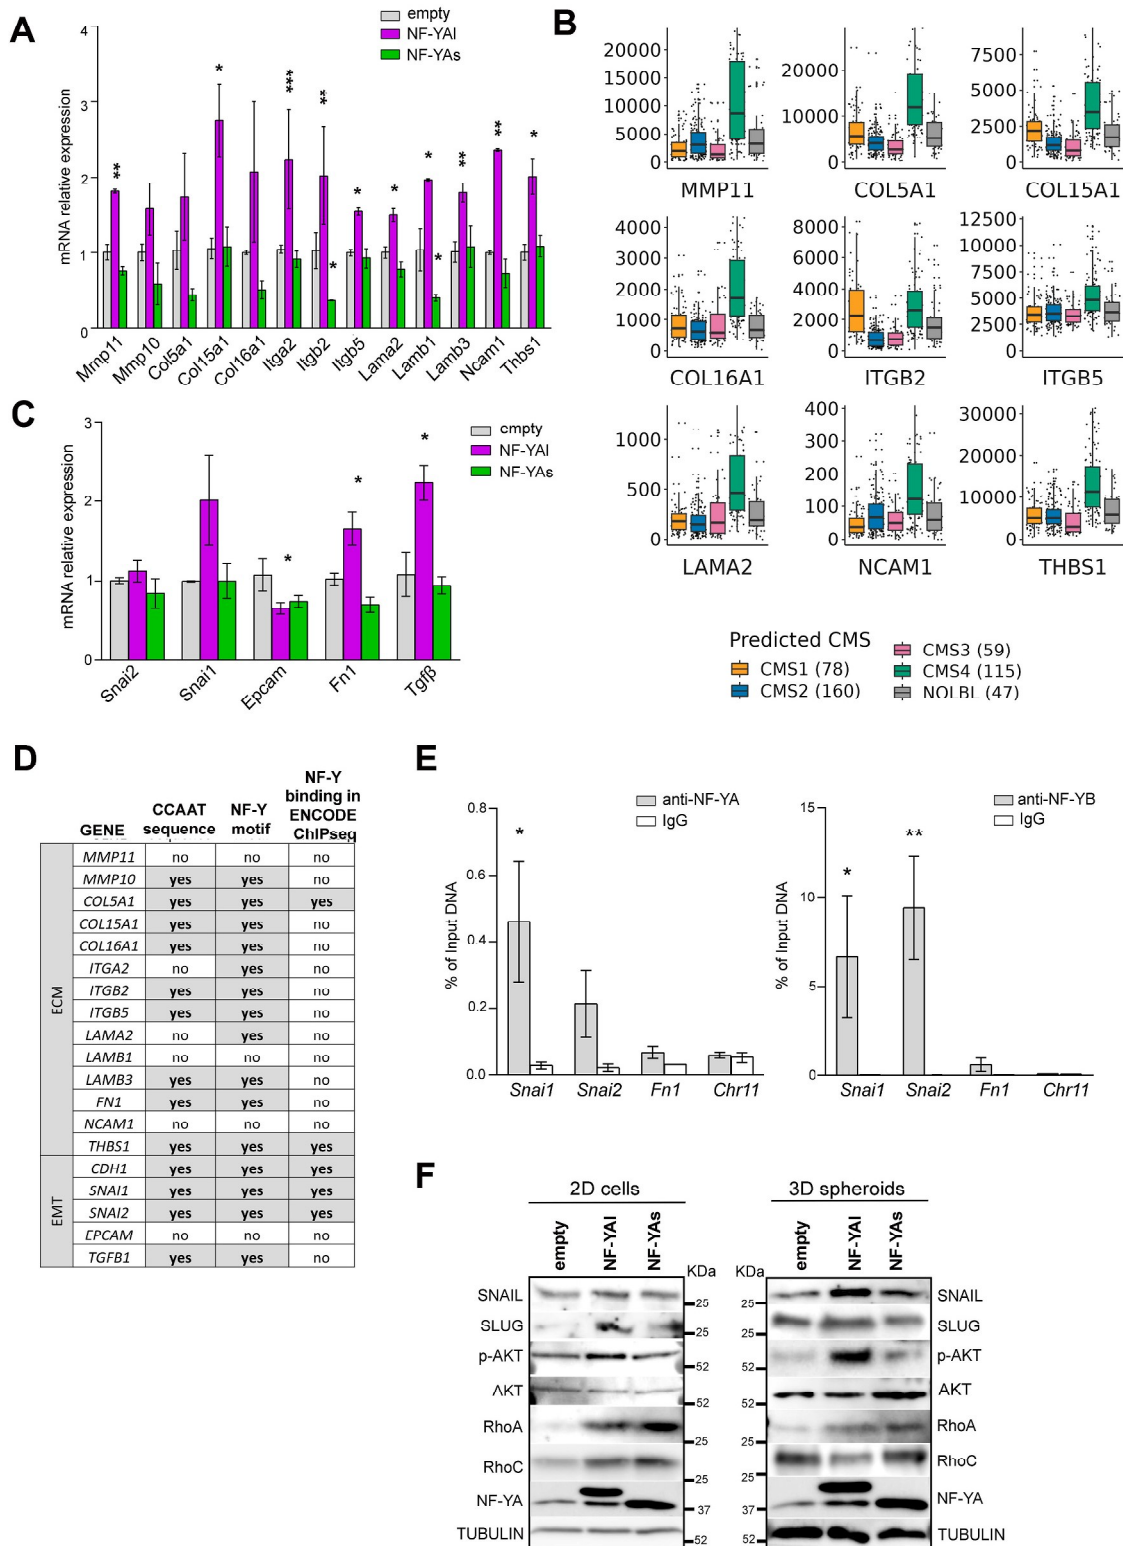 A
empty
NF-YAl
NF-YAs
mRNA relative expression
4
3
2
1
0
** * *** ** * * * ** ** *
* *
Mmp11 Mmp10 Col5a1 Col15a1 Col16a1 Itga2 Itgb2 Itgb5 Lama2 Lamb1 Lamb3 Ncam1 Thbs1
B
20000
15000
10000
5000
0
MMP11
20000
10000
0
COL5A1
7500
5000
2500
0
COL15A1
4000
3000
2000
1000
0
COL16A1
8000
6000
4000
2000
0
ITGB2
12500
10000
7500
5000
12500
0
ITGB5
1000
500
0
LAMA2
400
300
200
100
0
NCAM1
30000
20000
10000
0
THBS1
Predicted CMS
CMS1 (78)
CMS2 (160)
CMS3 (59)
CMS4 (115)
NOLBL (47)
C
empty
NF-YAl
NF-YAs
mRNA relative expression
3
2
1
0
* * *
Snai2 Snai1 Epcam Fn1 Tgfβ
D
GENE CCAAT sequence NF-Y motif NF-Y binding in ENCODE ChIPseq
ECM
MMP11 no no no
MMP10 yes yes no
COL5A1 yes yes yes
COL15A1 yes yes no
COL16A1 yes yes no
ITGA2 no yes no
ITGB2 yes yes no
ITGB5 yes yes no
LAMA2 no yes no
LAMB1 no no no
LAMB3 yes yes no
FN1 yes yes no
NCAM1 no no no
THBS1 yes yes yes
EMT
CDH1 yes yes yes
SNAI1 yes yes yes
SNAI2 yes yes yes
EPCAM no no no
TGFB1 yes yes no
E
anti-NF-YA
IgG
% of Input DNA
0.8
0.6
0.4
0.2
0.0
*
Snai1 Snai2 Fn1 Chr11
anti-NF-YB
IgG
% of Input DNA
15
10
5
0
* **
Snai1 Snai2 Fn1 Chr11
F
2D cells
empty NF-YAl NF-YAs
KDa
SNAIL 25
SLUG 25
p-AKT 52
AKT 52
RhoA 25
RhoC 25
NF-YA 37
TUBULIN 52
3D spheroids
empty NF-YAl NF-YAs
KDa
25 SNAIL
25 SLUG
52 p-AKT
52 AKT
25 RhoA
25 RhoC
37 NF-YA
52 TUBULIN